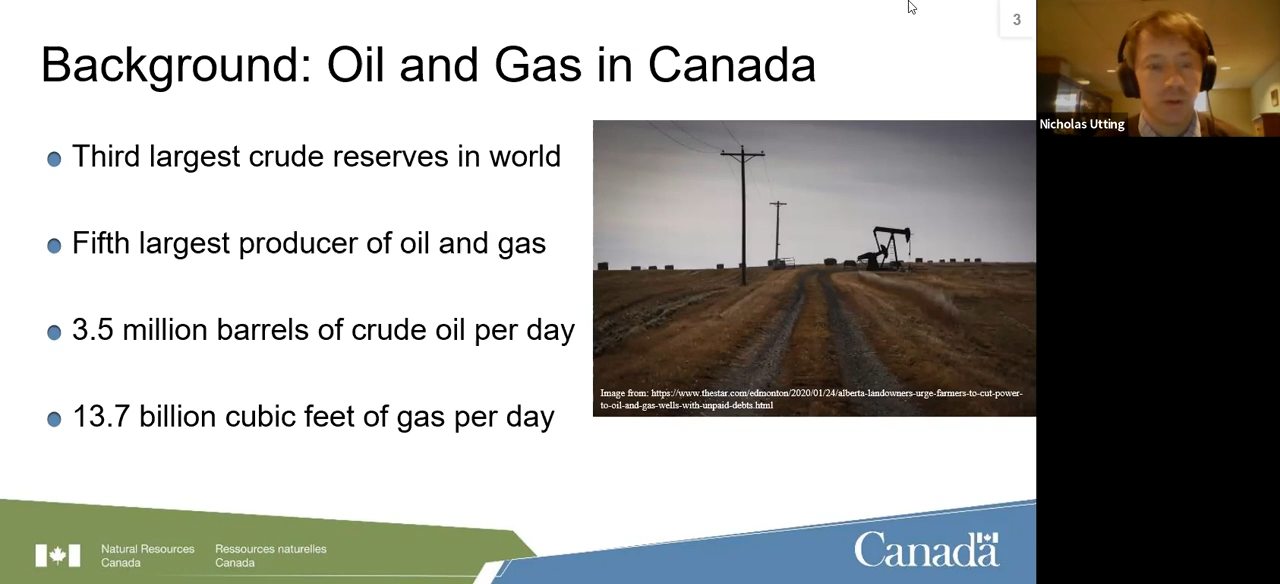 3
Background: Oil and Gas in Canada
Third largest crude reserves in world
Fifth largest producer of oil and gas
3.5 million barrels of crude oil per day
13.7 billion cubic feet of gas per day
Image from: https://www.thestar.com/edmonton/2020/01/24/alberta-landowners-urge-farmers-to-cut-power-
to-oil-and-gas-wells-with-unpaid-debts.html
Nicholas Utting
Natural Resources
Canada
Ressources naturelles
Canada
Canada